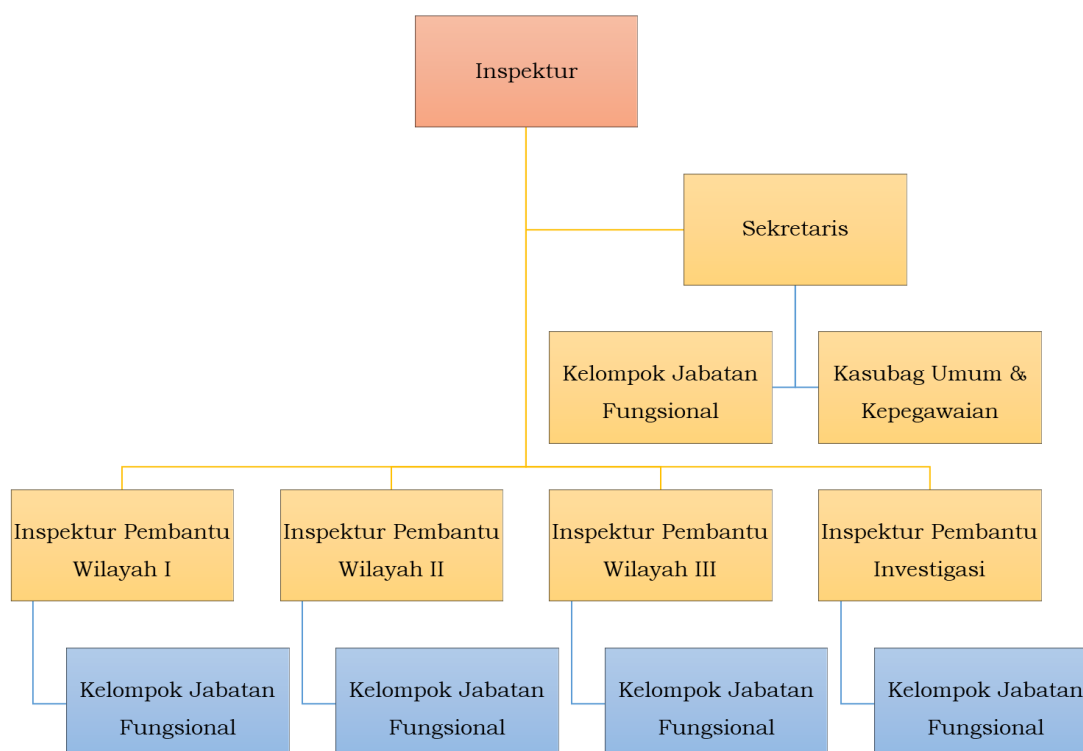 Inspektur
Sekretaris
Kelompok Jabatan
Fungsional
Kasubag Umum &
Kepegawaian
Inspektur Pembantu
Wilayah I
Inspektur Pembantu
Wilayah II
Inspektur Pembantu
Wilayah III
Inspektur Pembantu
Investigasi
Kelompok Jabatan
Fungsional
Kelompok Jabatan
Fungsional
Kelompok Jabatan
Fungsional
Kelompok Jabatan
Fungsional